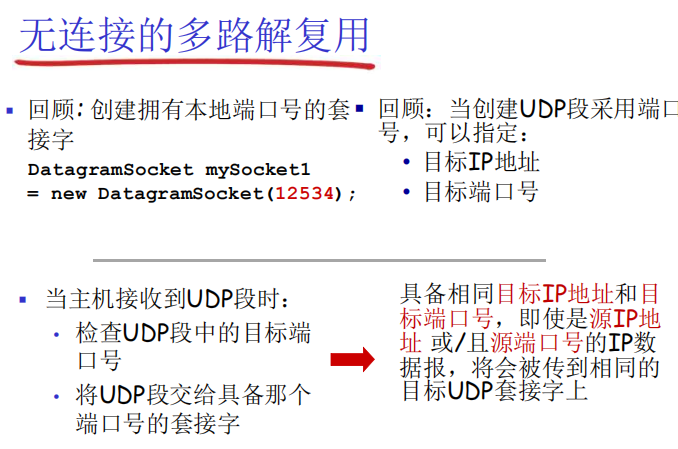 无连接的多路解复用
▪ 回顾：创建拥有本地端口号的套
接字
DatagramSocket mySocket1
= new DatagramSocket(12534);
▪ 回顾：当创建UDP段采用端口
号，可以指定：
• 目标IP地址
• 目标端口号
▪ 当主机接收到UDP段时：
• 检查UDP段中的目标端
口号
• 将UDP段交给具备那个
端口号的套接字
具备相同目标IP地址和目
标端口号，即使是源IP地
址 或/且源端口号的IP数
据报，将会被传到相同的
目标UDP套接字上